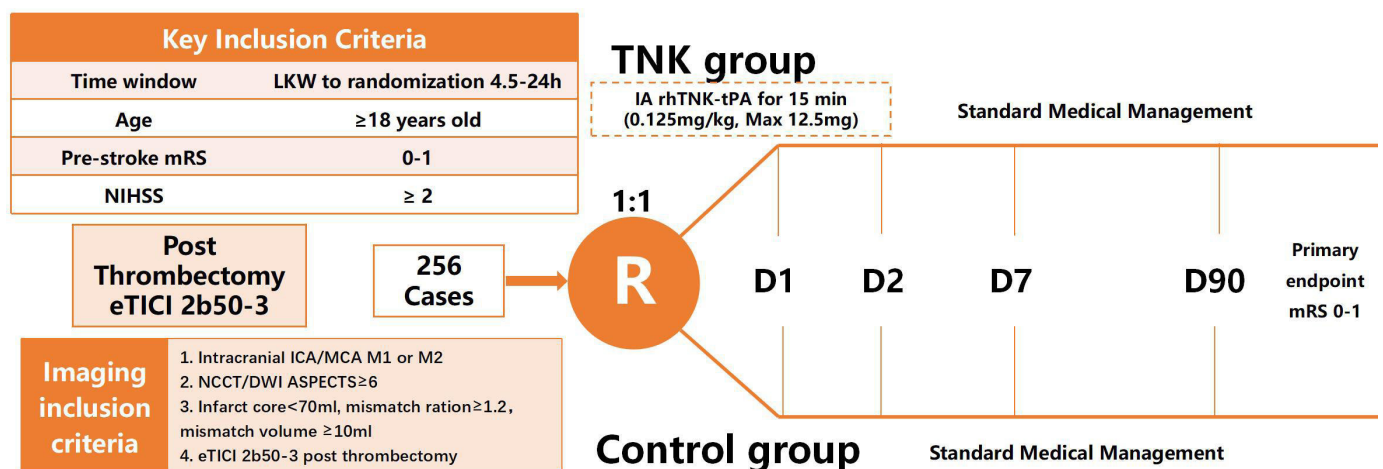 Key Inclusion Criteria
Time window LKW to randomization 4.5-24h
Age ≥18 years old
Pre-stroke mRS 0-1
NIHSS ≥ 2
Post
Thrombectomy
eTICI 2b50-3
256
Cases
Imaging
inclusion
criteria
1. Intracranial ICA/MCA M1 or M2
2. NCCT/DWI ASPECTS≥6
3. Infarct core<70ml, mismatch ration≥1.2,
mismatch volume ≥10ml
4. eTICI 2b50-3 post thrombectomy
1:1
R
TNK group
IA rhTNK-tPA for 15 min
(0.125mg/kg, Max 12.5mg)
Standard Medical Management
D1 D2 D7 D90
Primary
endpoint
mRS 0-1
Control group
Standard Medical Management